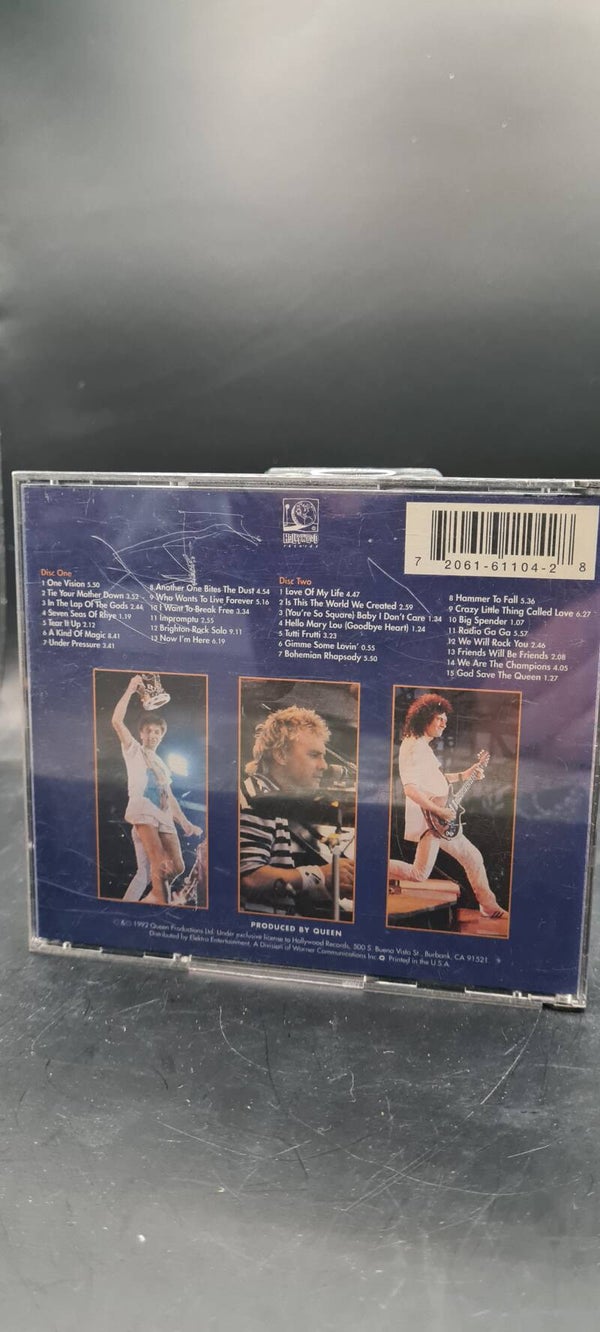 HOLLYWOOD
RECORDS
7 2061-61104-2 8
Disc One
1 One Vision 5.50
2 Tie Your Mother Down 3.52
3 In The Lap Of The Gods 2.44
4 Seven Seas Of Rhye 1.19
5 Tear It Up 2.12
6 A Kind Of Magic 8.41
7 Under Pressure 3.41
8 Another One Bites The Dust 4.54
9 Who Wants To Live Forever 5.16
10 I Want To Break Free 3.34
11 Impromptu 2.55
12 Brighton Rock Solo 9.11
13 Now I'm Here 6.19
Disc Two
1 Love Of My Life 4.47
2 Is This The World We Created 2.59
3 (You're So Square) Baby I Don't Care 1.34
4 Hello Mary Lou (Goodbye Heart) 1.24
5 Tutti Frutti 3.23
6 Gimme Some Lovin' 0.55
7 Bohemian Rhapsody 5.50
8 Hammer To Fall 5.36
9 Crazy Little Thing Called Love 6.27
10 Big Spender 1.07
11 Radio Ga Ga 5.57
12 We Will Rock You 2.46
13 Friends Will Be Friends 2.08
14 We Are The Champions 4.05
15 God Save The Queen 1.27
PRODUCED BY QUEEN
℗ © 1992 Queen Productions Ltd. Under exclusive license to Hollywood Records, 500 S. Buena Vista St., Burbank, CA 91521
Distributed by Elektra Entertainment. A Division of Warner Communications Inc. Printed in the U.S.A